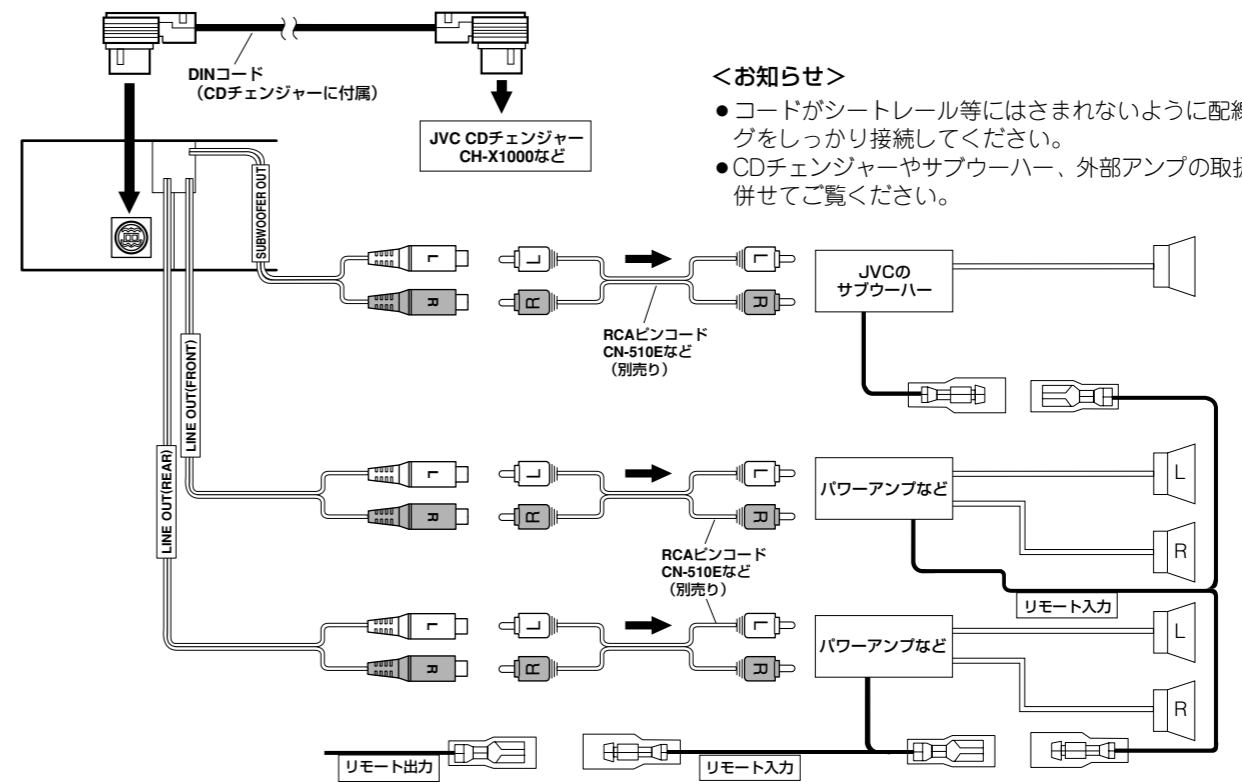 DINコード
（CDチェンジャーに付属）
JVC CDチェンジャー
CH-X1000など
＜お知らせ＞
●コードがシートレール等にはさまれないように配線
グをしっかり接続してください。
●CDチェンジャーやサブウーハー、外部アンプの取扱
併せてご覧ください。
SUBWOOFER OUT
L
R
L
R
L
R
RCAピンコード
CN-510Eなど
（別売り）
JVCの
サブウーハー
LINE OUT(FRONT)
LINE OUT(REAR)
L
R
L
R
L
R
パワーアンプなど
L
R
RCAピンコード
CN-510Eなど
（別売り）
リモート入力
L
R
L
R
L
R
パワーアンプなど
L
R
リモート出力
リモート入力